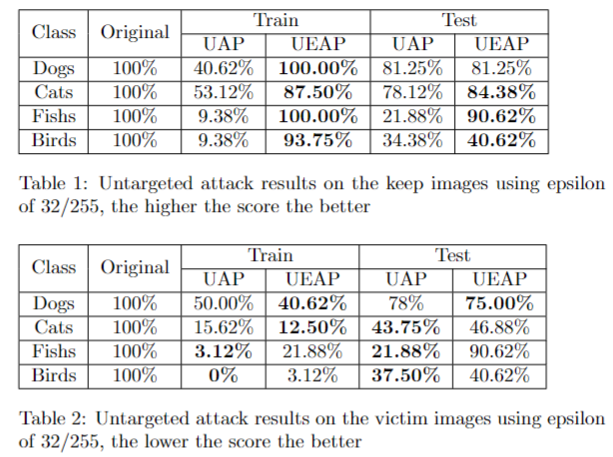 Class Original Train Test
UAP UEAP UAP UEAP
Dogs 100% 40.62% 100.00% 81.25% 81.25%
Cats 100% 53.12% 87.50% 78.12% 84.38%
Fishs 100% 9.38% 100.00% 21.88% 90.62%
Birds 100% 9.38% 93.75% 34.38% 40.62%
Table 1: Untargeted attack results on the keep images using epsilon
of 32/255, the higher the score the better
Class Original Train Test
UAP UEAP UAP UEAP
Dogs 100% 50.00% 40.62% 78% 75.00%
Cats 100% 15.62% 12.50% 43.75% 46.88%
Fishs 100% 3.12% 21.88% 21.88% 90.62%
Birds 100% 0% 3.12% 37.50% 40.62%
Table 2: Untargeted attack results on the victim images using epsilon
of 32/255, the lower the score the better